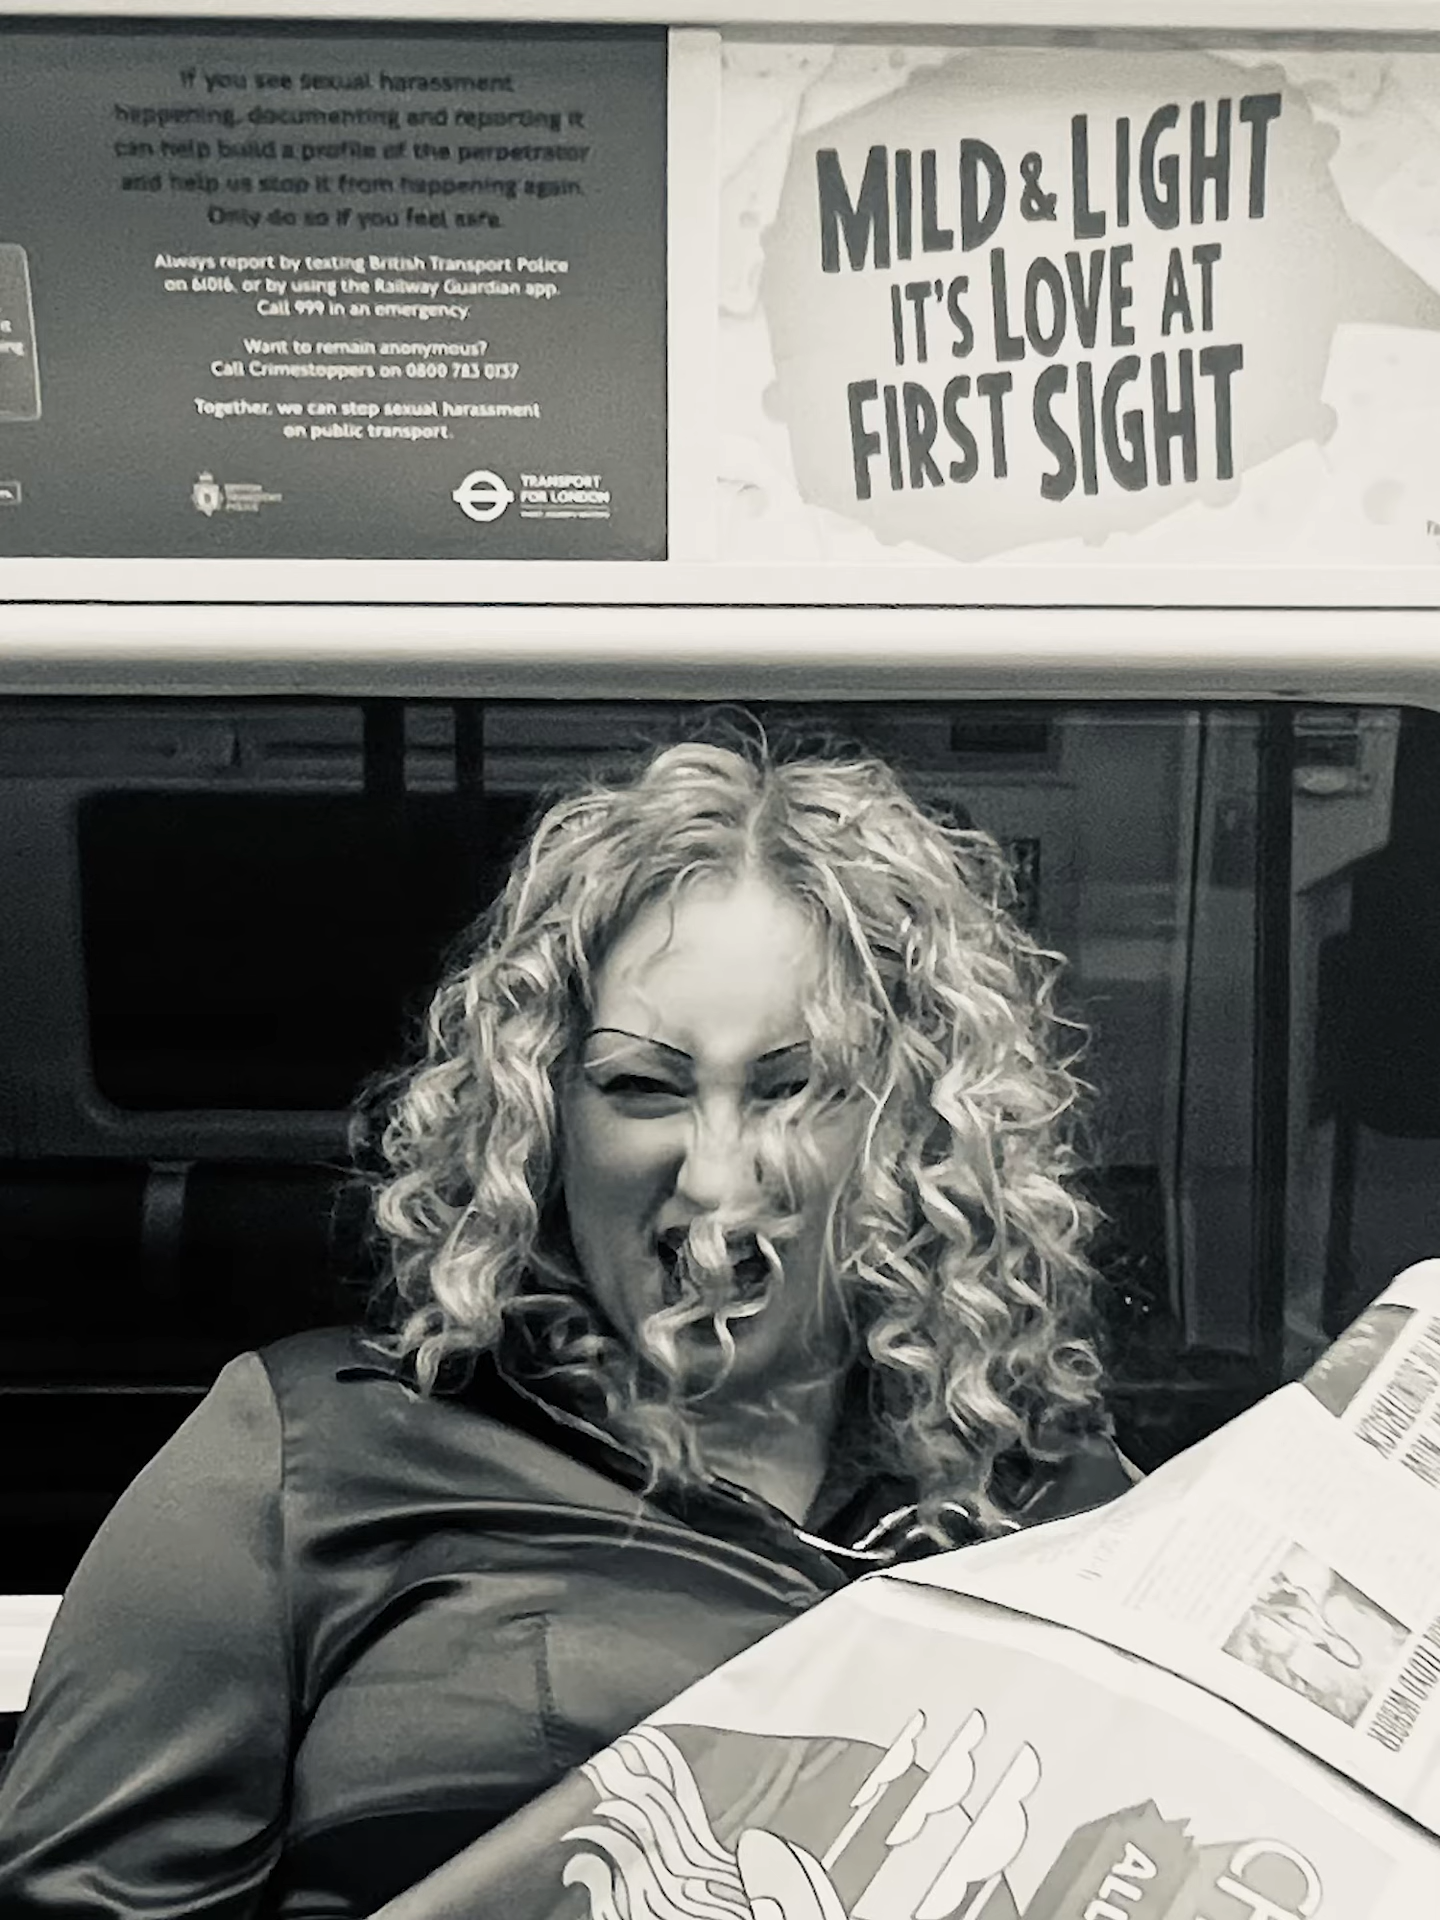 If you see sexual harassment
happening, documenting and reporting it
can help build a profile of the perpetrator
and help us stop it from happening again.
Only do so if you feel safe.
Always report by texting British Transport Police
on 61016, or by using the Railway Guardian app.
Call 999 in an emergency.
Want to remain anonymous?
Call Crimestoppers on 0800 783 0137
Together, we can stop sexual harassment
on public transport.
BRITISH
TRANSPORT
POLICE
TRANSPORT
FOR LONDON
MILD & LIGHT
IT'S LOVE AT
FIRST SIGHT